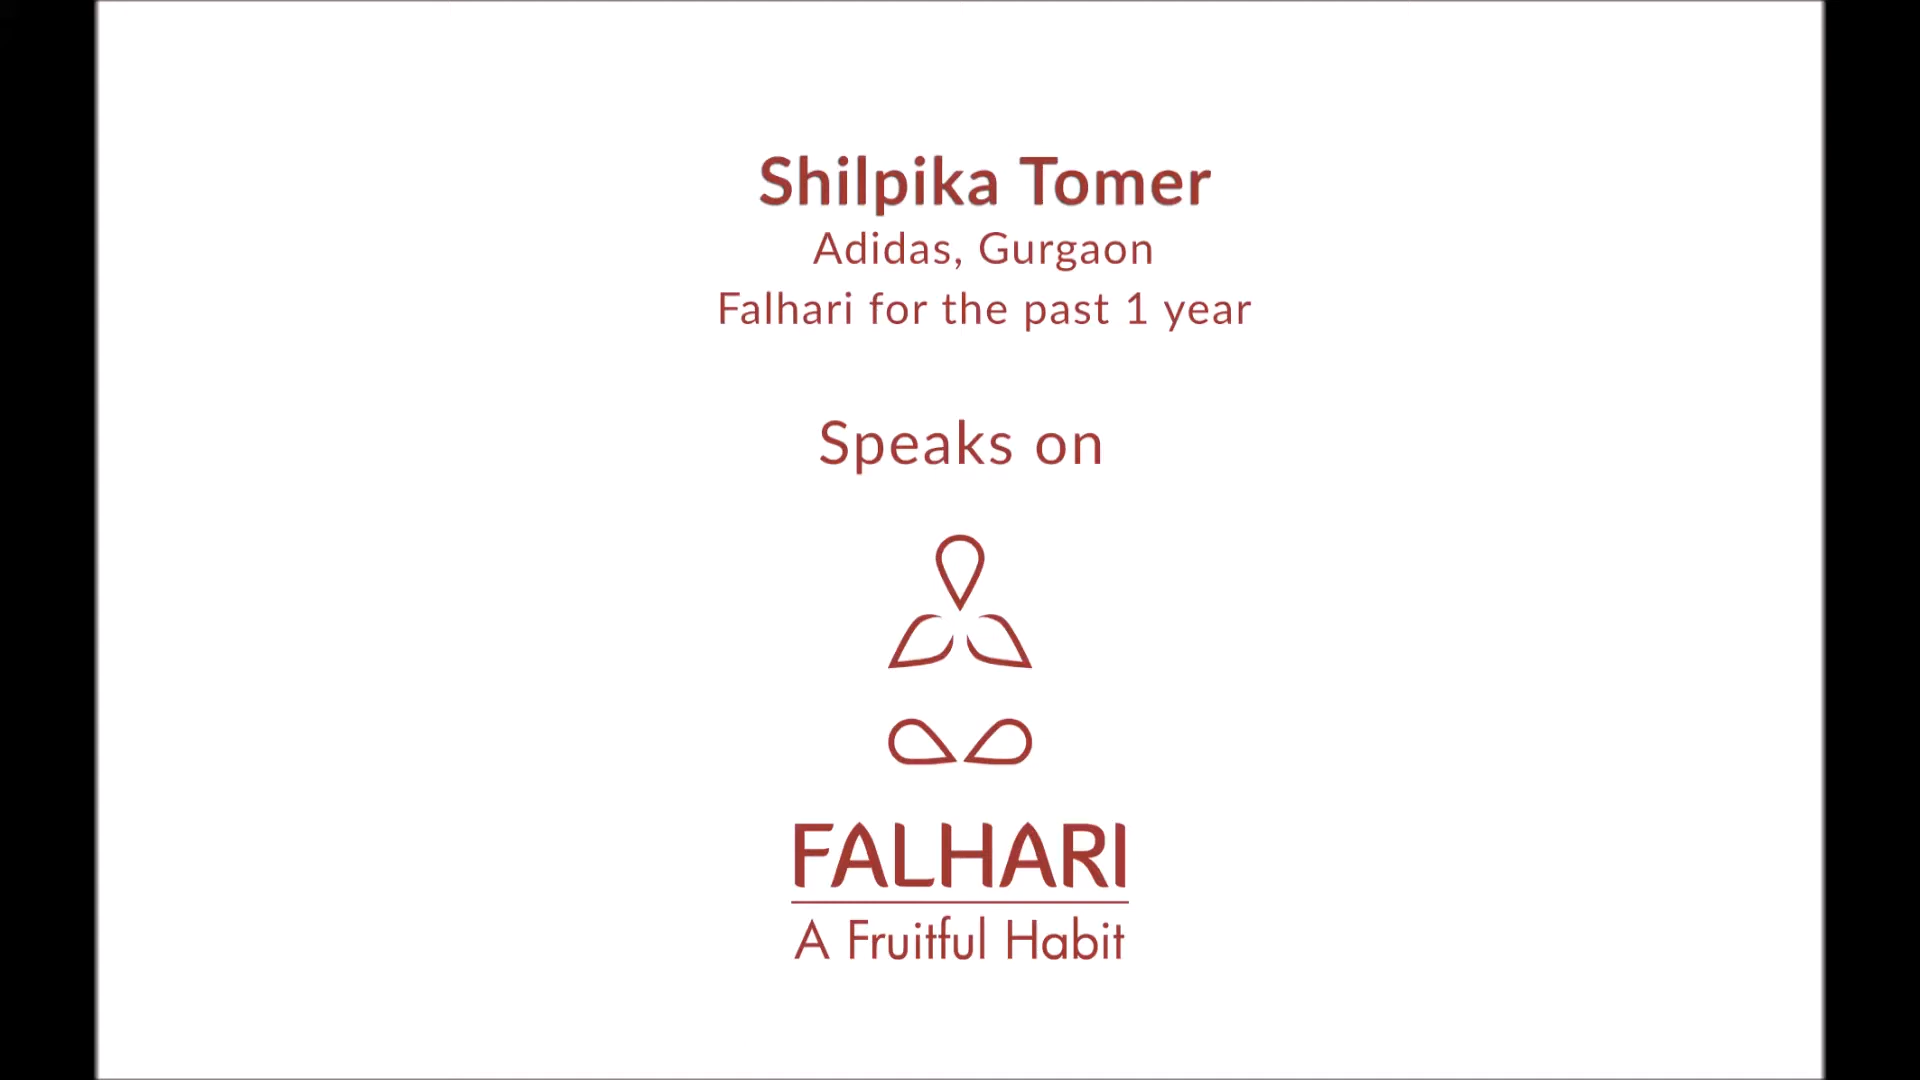 Shilpika Tomer
Adidas, Gurgaon
Falhari for the past 1 year
Speaks on
FALHARI
A Fruitful Habit